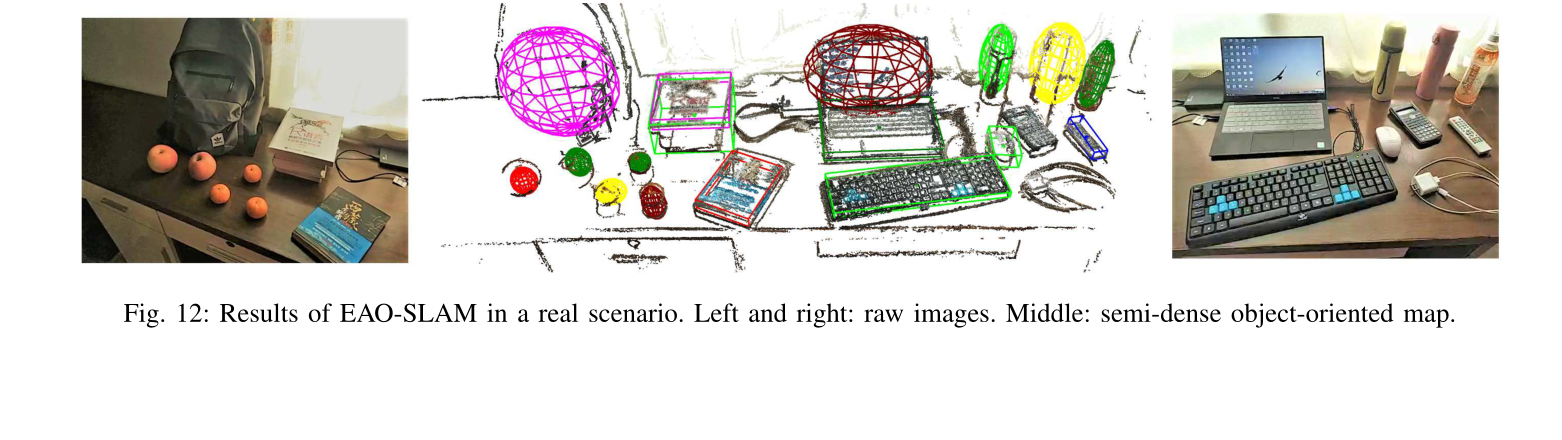 Fig. 12: Results of EAO-SLAM in a real scenario. Left and right: raw images. Middle: semi-dense object-oriented map.